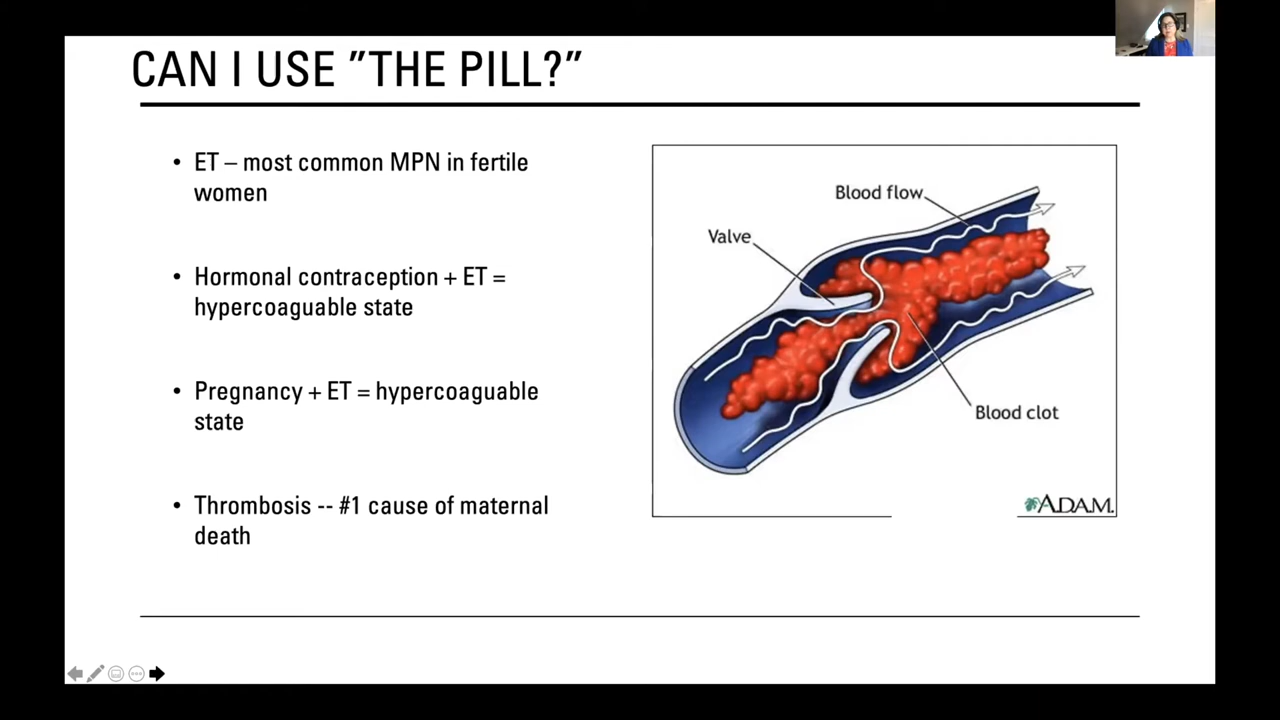 CAN I USE ”THE PILL?”
• ET – most common MPN in fertile
women
• Hormonal contraception + ET =
hypercoaguable state
• Pregnancy + ET = hypercoaguable
state
• Thrombosis -- #1 cause of maternal
death
Blood flow
Valve
Blood clot
A.D.A.M.